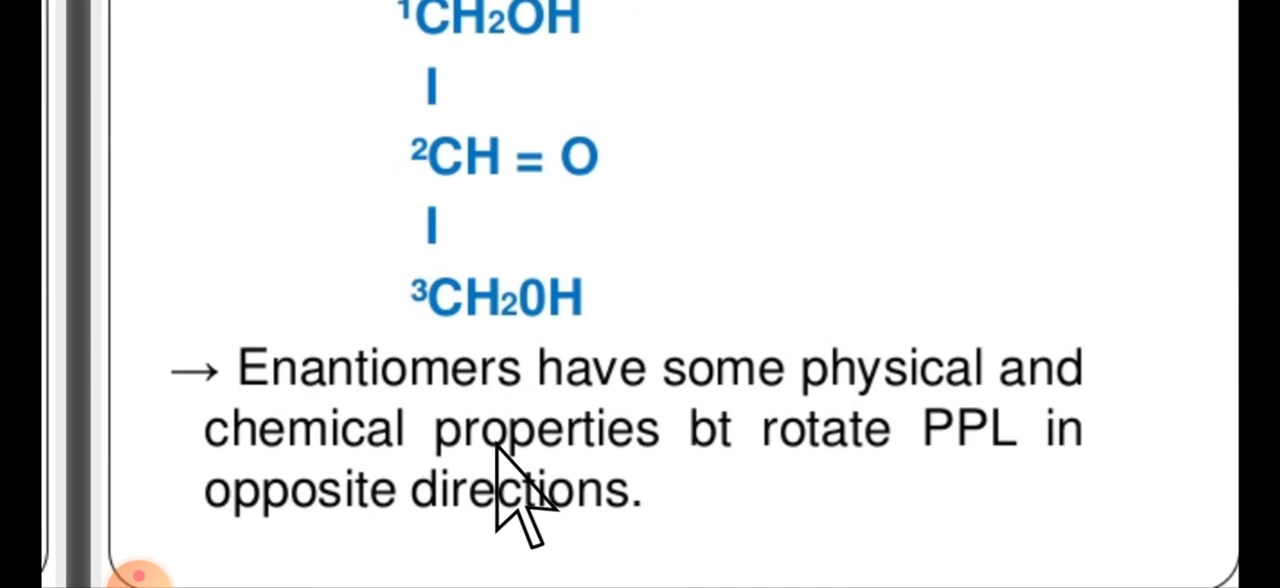 ¹CH₂OH
|
²CH = O
|
³CH₂0H
→ Enantiomers have some physical and
chemical properties bt rotate PPL in
opposite directions.